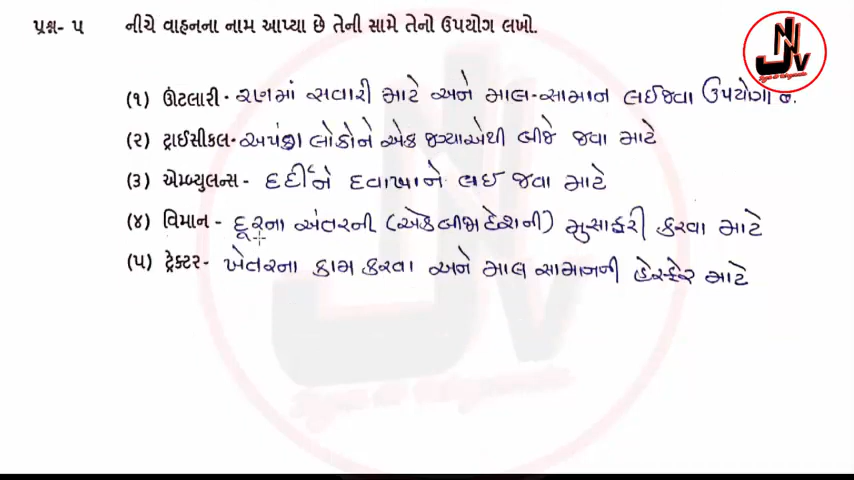 પ્રશ્ન- ૫ નીચે વાહનના નામ આપ્યા છે તેની સામે તેનો ઉપયોગ લખો.
(૧) ઊંટલારી - રણમાં સવારી માટે અને માલ-સામાન લઈજવા ઉપયોગી છે.
(૨) ટ્રાઈસીકલ- અપંગ લોકોને એક જગ્યાએથી બીજે જવા માટે
(૩) એમ્બ્યુલન્સ - દર્દીને દવાખાને લઇ જવા માટે
(૪) વિમાન - દૂરના અંતરની (એકબીજા દેશની) મુસાફરી કરવા માટે
(૫) ટ્રેક્ટર- ખેતરના કામ કરવા અને માલ સામાનની હેરફેર માટે